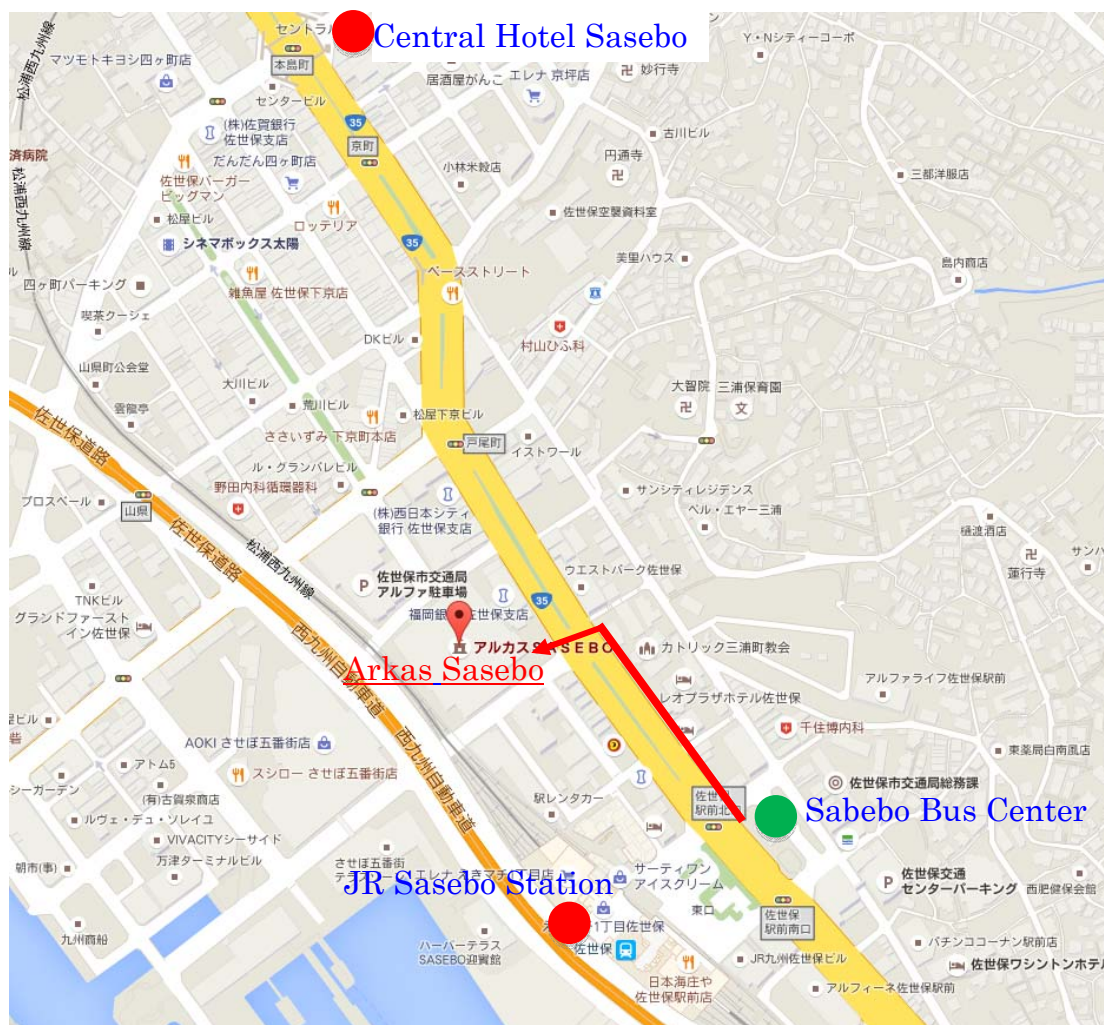 Central Hotel Sasebo
セントラル
本島町
マツモトキヨシ四ヶ町店
松浦西九州線
センタービル
居酒屋がんこ
エレナ 京坪店
Y・Nシティーコーポ
妙行寺
古川ビル
35
京町
(株)佐賀銀行
佐世保支店
だんだん四ヶ町店
済病院
松浦西九州線
佐世保バーガー
ビッグマン
小林米穀店
円通寺
三都洋服店
松屋ビル
ロッテリア
佐世保空襲資料室
シネマボックス太陽
35
美里ハウス
島内商店
四ヶ町パーキング
雑魚屋 佐世保下京店
ベースストリート
喫茶クーシェ
DKビル
村山ひふ科
山県町公会堂
大川ビル
荒川ビル
大智院
三浦保育園
文
雲龍亭
松屋下京ビル
佐世保道路
ささいずみ 下京町本店
戸尾町
イストワール
ル・グランパレビル
野田内科循環器科
プロスペール
山県
サンシティレジデンス
ベル・エヤー三浦
(株)西日本シティ
銀行 佐世保支店
樋渡酒店
サンハ
蓮行寺
佐世保道路
松浦西九州線
P
佐世保市交通局
アルファ駐車場
ウエストパーク佐世保
TNKビル
グランドファースト
イン佐世保
35
西九州自動車道
アルカスSASEBO
カトリック三浦町教会
Arkas Sasebo
レオプラザホテル佐世保
アルファライフ佐世保駅前
千住博内科
AOKI させぼ五番街店
東薬局白南風店
アトム5
スシロー させぼ五番街店
西九州自動車道
佐世保市交通局総務課
シーガーデン
(有)古賀泉商店
駅レンタカー
Sabebo Bus Center
ルヴェ・デュ・ソレイユ
VIVACITYシーサイド
万津ターミナルビル
朝市(事)
させぼ五番街
サーティワン
アイスクリーム
P
佐世保交通
センターパーキング
西肥健保会館
JR Sasebo Station
東口
佐世保
駅前南口
1丁目佐世保
九州商船
ハーバーテラス
SASEBO迎賓館
佐世保
パチンココーナン駅前店
JR九州佐世保ビル
佐世保ワシントンホテル
日本海庄や
佐世保駅前店
アルフィーネ佐世保駅前